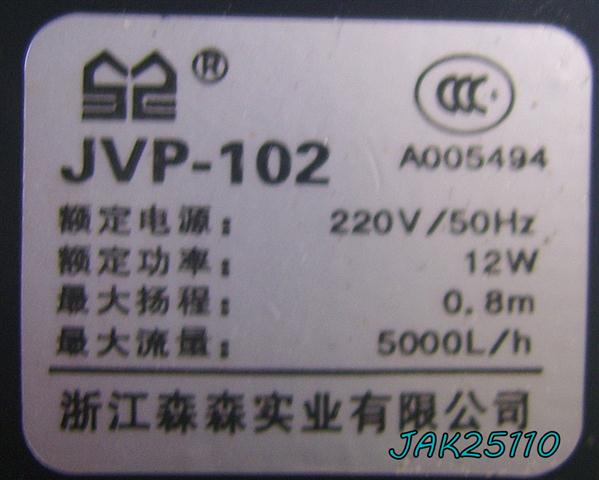 ®
CCC
JVP-102
A005494
额定电源: 220V/50Hz
额定功率: 12W
最大扬程: 0.8m
最大流量: 5000L/h
浙江森森实业有限公司
JAK25110